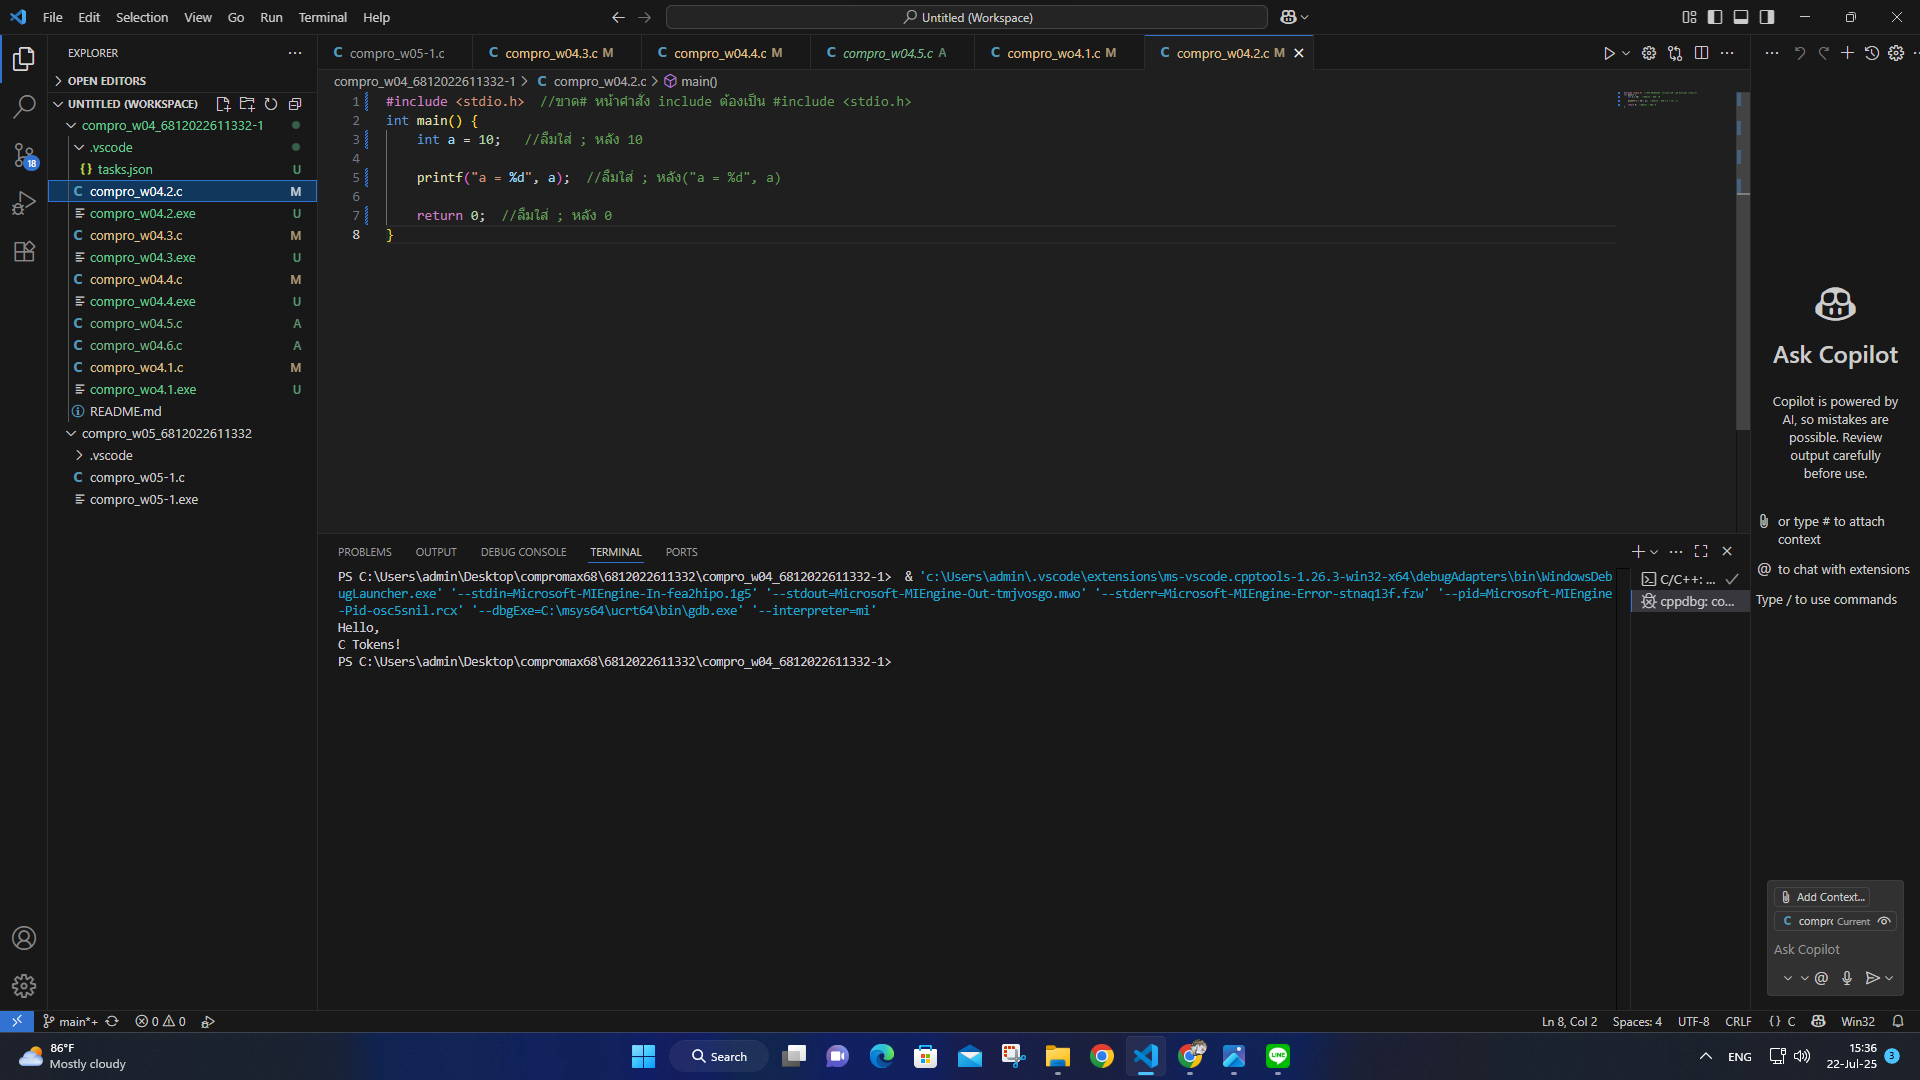 File Edit Selection View Go Run Terminal Help
Untitled (Workspace)
EXPLORER
OPEN EDITORS
UNTITLED (WORKSPACE)
compro_w04_6812022611332-1
.vscode
{} tasks.json U
C compro_w04.2.c M
compro_w04.2.exe U
C compro_w04.3.c M
compro_w04.3.exe U
C compro_w04.4.c M
compro_w04.4.exe U
C compro_w04.5.c A
C compro_w04.6.c A
C compro_wo4.1.c M
compro_wo4.1.exe U
README.md
compro_w05_6812022611332
.vscode
C compro_w05-1.c
compro_w05-1.exe
18
C compro_w05-1.c C compro_w04.3.c M C compro_w04.4.c M C compro_w04.5.c A C compro_wo4.1.c M C compro_w04.2.c M
compro_w04_6812022611332-1 > C compro_w04.2.c > main()
1 #include <stdio.h> //ขาด# หน้าคำสั่ง include ต้องเป็น #include <stdio.h>
2 int main() {
3 int a = 10; //ลืมใส่ ; หลัง 10
4
5 printf("a = %d", a); //ลืมใส่ ; หลัง("a = %d", a)
6
7 return 0; //ลืมใส่ ; หลัง 0
8 }
PROBLEMS OUTPUT DEBUG CONSOLE TERMINAL PORTS
PS C:\Users\admin\Desktop\compromax68\6812022611332\compro_w04_6812022611332-1> & 'c:\Users\admin\.vscode\extensions\ms-vscode.cpptools-1.26.3-win32-x64\debugAdapters\bin\WindowsDeb
ugLauncher.exe' '--stdin=Microsoft-MIEngine-In-fea2hipo.1g5' '--stdout=Microsoft-MIEngine-Out-tmjvosgo.mwo' '--stderr=Microsoft-MIEngine-Error-stnaq13f.fzw' '--pid=Microsoft-MIEngine
-Pid-osc5snil.rcx' '--dbgExe=C:\msys64\ucrt64\bin\gdb.exe' '--interpreter=mi'
Hello,
C Tokens!
PS C:\Users\admin\Desktop\compromax68\6812022611332\compro_w04_6812022611332-1>
C/C++: ...
cppdbg: co...
Ask Copilot
Copilot is powered by
AI, so mistakes are
possible. Review
output carefully
before use.
or type # to attach
context
@ to chat with extensions
Type / to use commands
Add Context...
C compr Current
Ask Copilot
@
main*+ 0 0
Ln 8, Col 2 Spaces: 4 UTF-8 CRLF {} C Win32
86°F
Mostly cloudy
Search
LINE
ENG
15:36
22-Jul-25
3